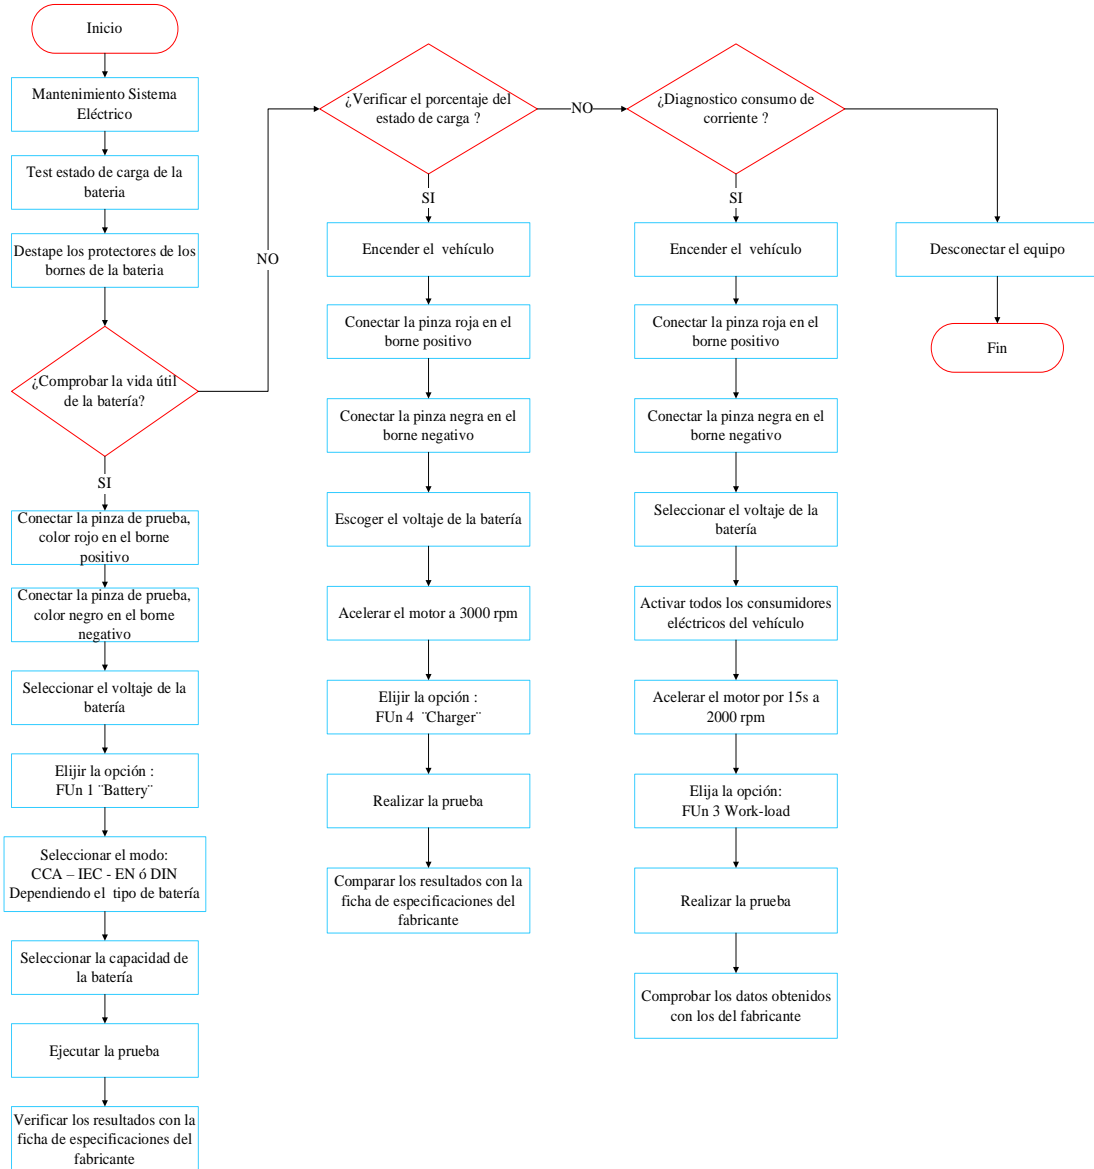 Inicio
Mantenimiento Sistema
Eléctrico
Test estado de carga de la
bateria
Destape los protectores de los
bornes de la bateria
¿Comprobar la vida útil
de la batería?
NO
SI
Conectar la pinza de prueba,
color rojo en el borne
positivo
Conectar la pinza de prueba,
color negro en el borne
negativo
Seleccionar el voltaje de la
batería
Elijir la opción :
FUn 1 ¨Battery¨
Seleccionar el modo:
CCA – IEC - EN ó DIN
Dependiendo el  tipo de batería
Seleccionar la capacidad de
la batería
Ejecutar la prueba
Verificar los resultados con la
ficha de especificaciones del
fabricante
¿Verificar el porcentaje del
estado de carga ?
NO
SI
Encender el  vehículo
Conectar la pinza roja en el
borne positivo
Conectar la pinza negra en el
borne negativo
Escoger el voltaje de la batería
Acelerar el motor a 3000 rpm
Elijir la opción :
FUn 4  ¨Charger¨
Realizar la prueba
Comparar los resultados con la
ficha de especificaciones del
fabricante
¿Diagnostico consumo de
corriente ?
SI
Encender el  vehículo
Conectar la pinza roja en el
borne positivo
Conectar la pinza negra en el
borne negativo
Seleccionar el voltaje de la
batería
Activar todos los consumidores
eléctricos del vehículo
Acelerar el motor por 15s a
2000 rpm
Elija la opción:
FUn 3 Work-load
Realizar la prueba
Comprobar los datos obtenidos
con los del fabricante
Desconectar el equipo
Fin